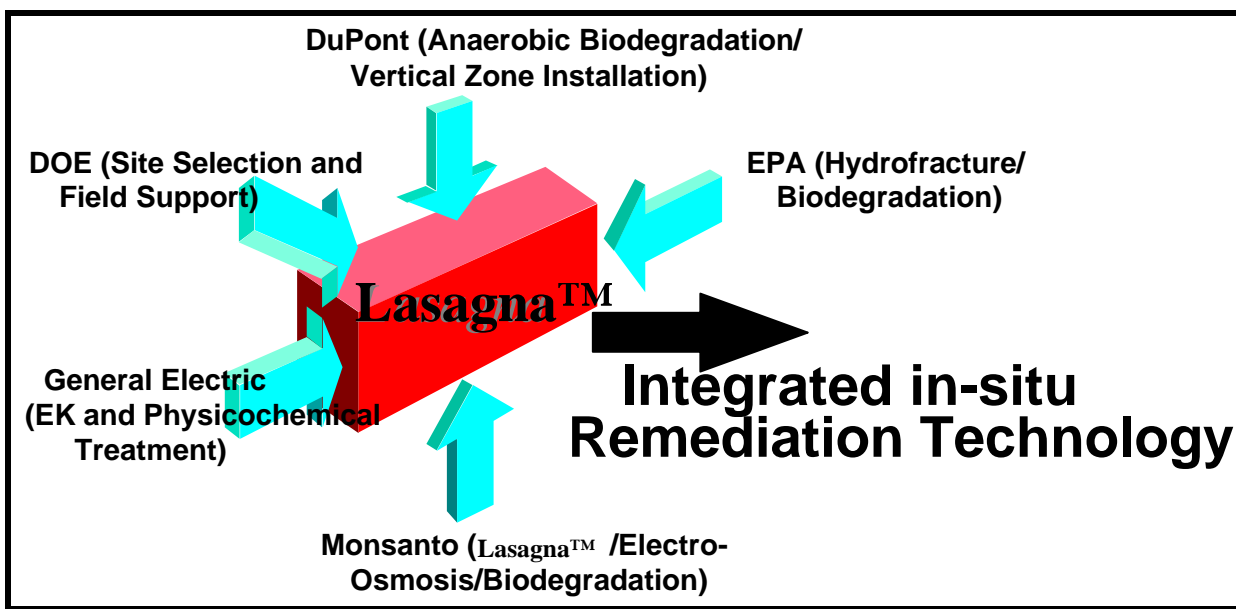 DuPont (Anaerobic Biodegradation/
Vertical Zone Installation)
DOE (Site Selection and
Field Support)
EPA (Hydrofracture/
Biodegradation)
Lasagna™
General Electric
(EK and Physicochemical
Treatment)
Integrated in-situ
Remediation Technology
Monsanto (Lasagna™ /Electro-
Osmosis/Biodegradation)